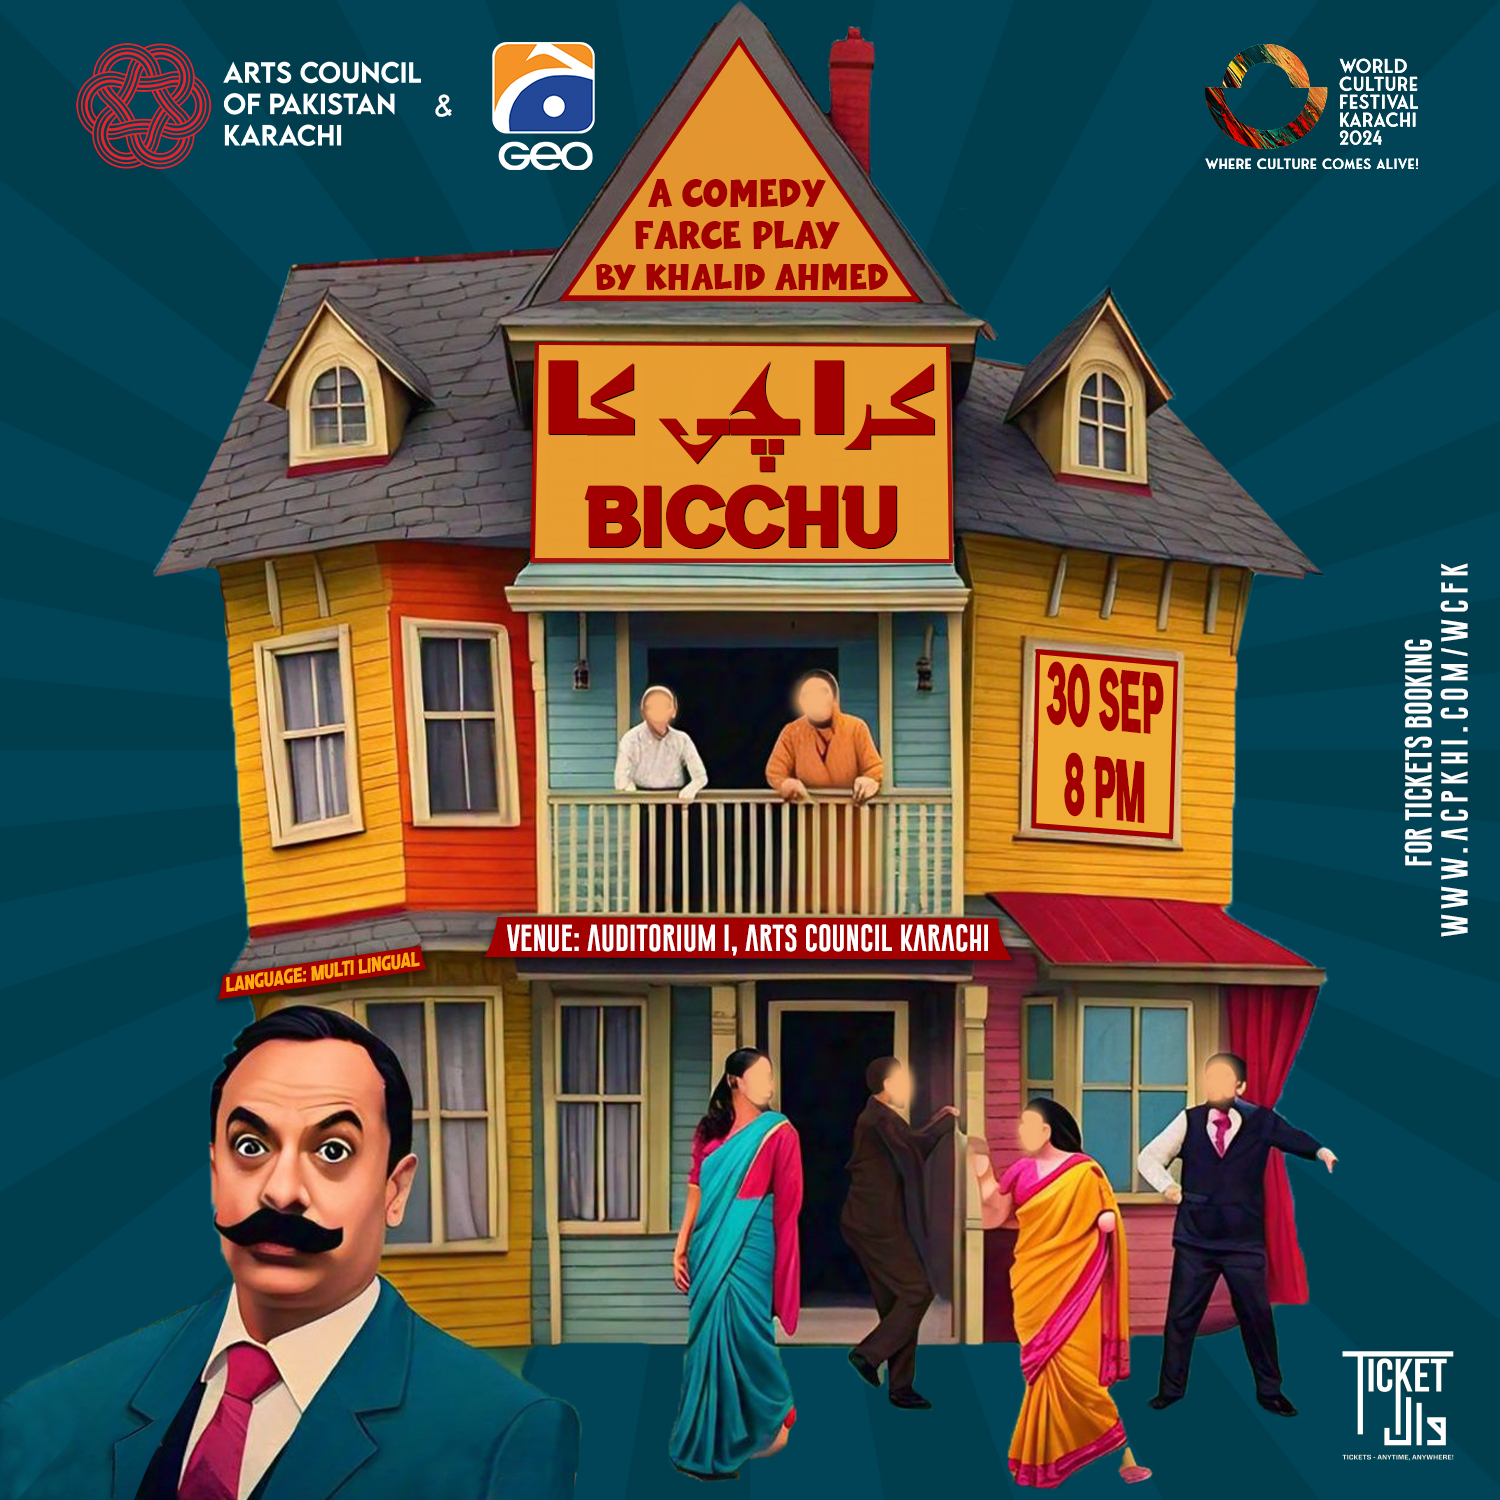 ARTS COUNCIL
OF PAKISTAN
KARACHI
&
GEO
WORLD
CULTURE
FESTIVAL
KARACHI
2024
WHERE CULTURE COMES ALIVE!
A COMEDY
FARCE PLAY
BY KHALID AHMED
کراچی کا
BICCHU
30 SEP
8 PM
FOR TICKETS BOOKING
WWW.ACPKHI.COM/WCFK
VENUE: AUDITORIUM I, ARTS COUNCIL KARACHI
LANGUAGE: MULTI LINGUAL
TICKET
والا
TICKETS - ANYTIME, ANYWHERE!